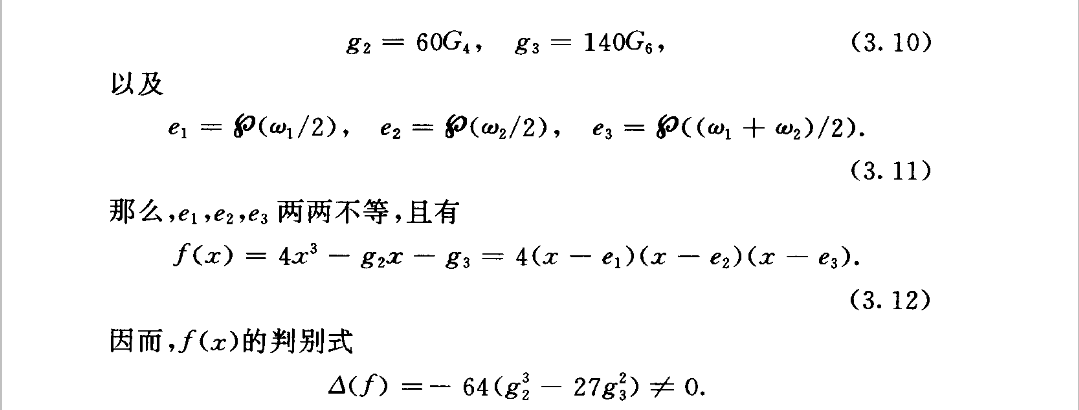 g₂ = 60G₄, g₃ = 140G₆, (3.10)
以及
e₁ = ℘(ω₁/2), e₂ = ℘(ω₂/2), e₃ = ℘((ω₁ + ω₂)/2).
(3.11)
那么,e₁,e₂,e₃ 两两不等,且有
f(x) = 4x³ − g₂x − g₃ = 4(x − e₁)(x − e₂)(x − e₃).
(3.12)
因而,f(x)的判别式
Δ(f) = − 64(g₂³ − 27g₃²) ≠ 0.